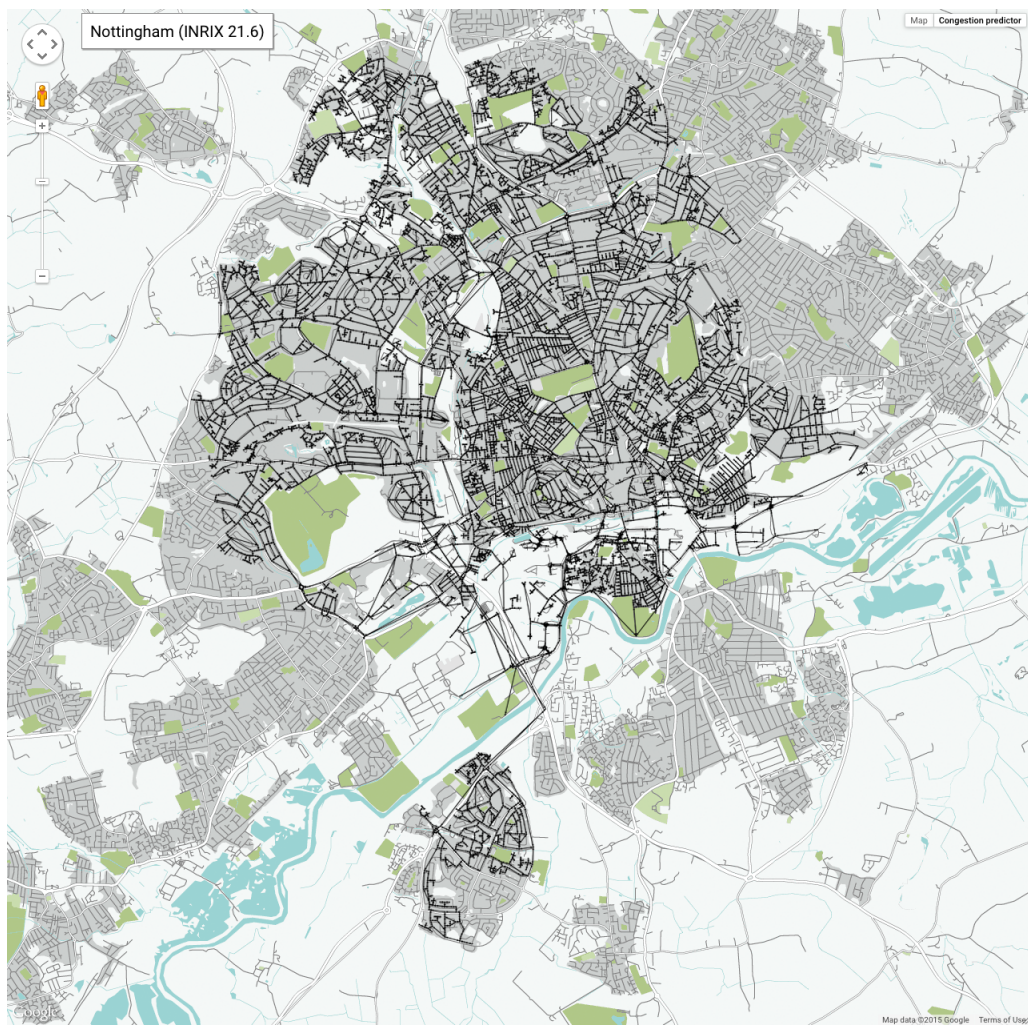 Nottingham (INRIX 21.6)
Map
Congestion predictor
Google
Map data ©2015 Google
Terms of Use